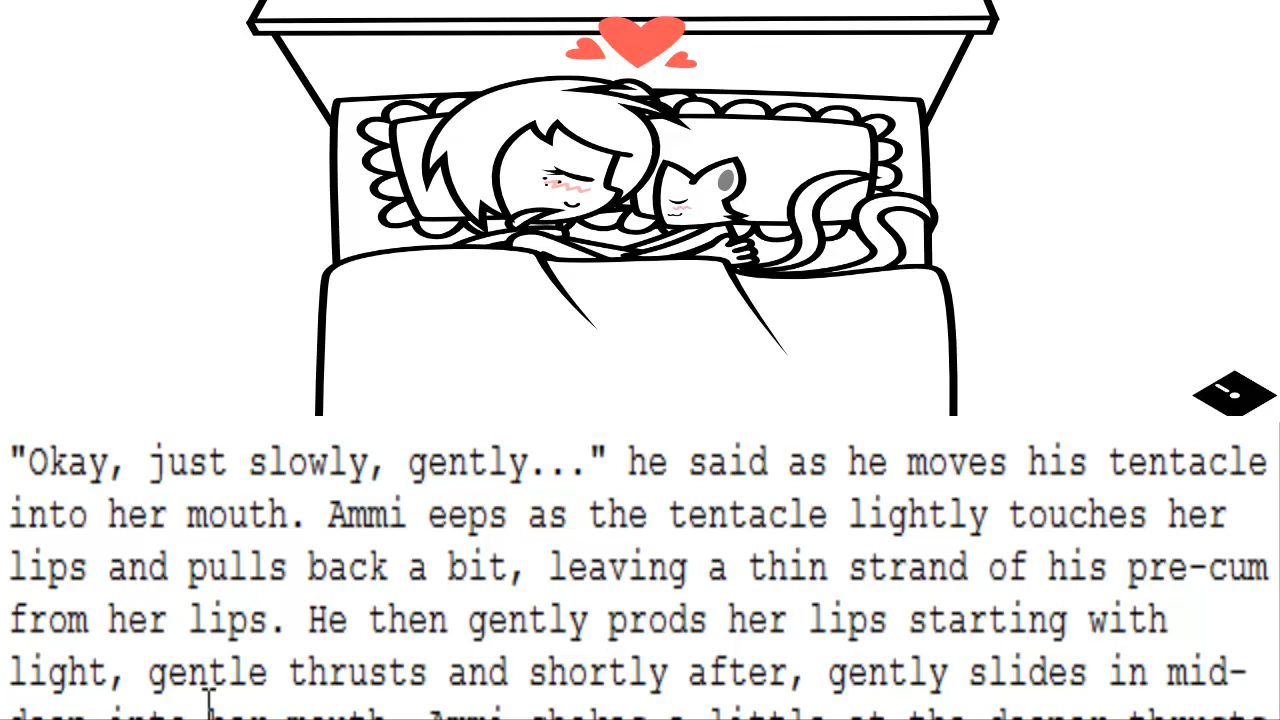 "Okay, just slowly, gently..." he said as he moves his tentacle
into her mouth. Ammi eeps as the tentacle lightly touches her
lips and pulls back a bit, leaving a thin strand of his pre-cum
from her lips. He then gently prods her lips starting with
light, gentle thrusts and shortly after, gently slides in mid-